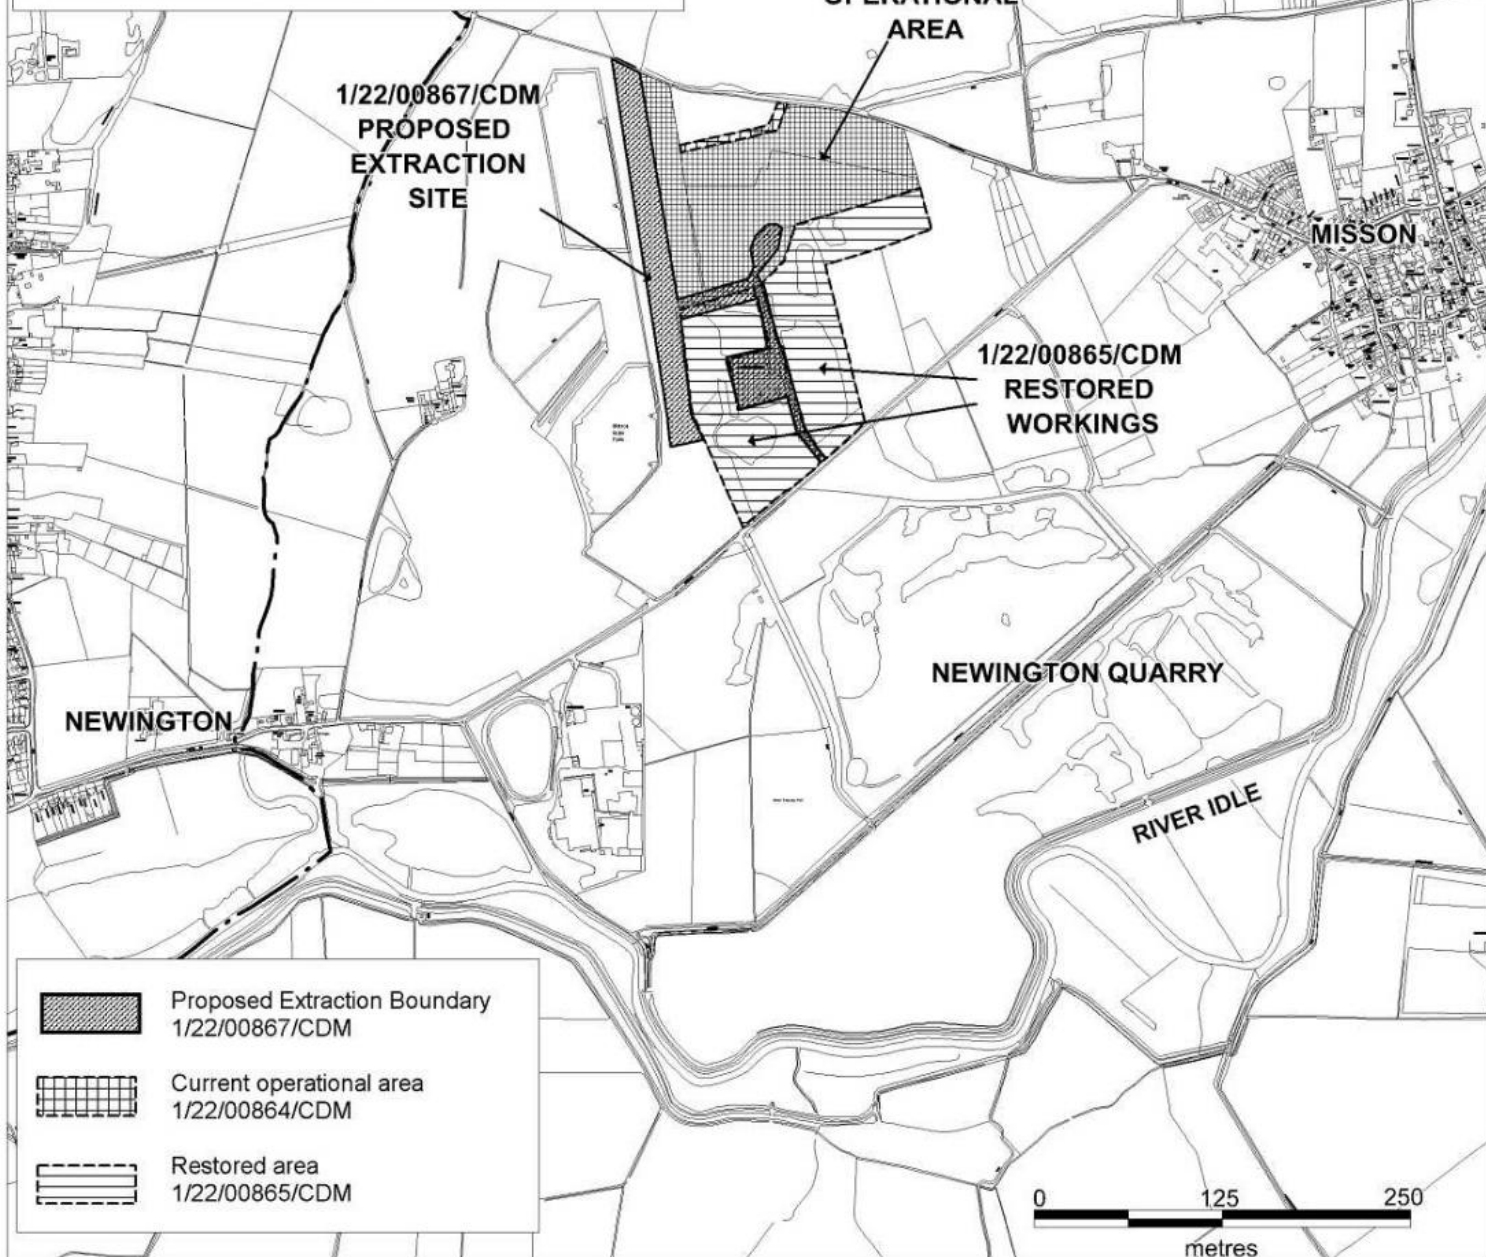 OPERATIONAL
AREA
1/22/00867/CDM
PROPOSED
EXTRACTION
SITE
MISSON
1/22/00865/CDM
RESTORED
WORKINGS
NEWINGTON QUARRY
NEWINGTON
RIVER IDLE
Proposed Extraction Boundary
1/22/00867/CDM
Current operational area
1/22/00864/CDM
Restored area
1/22/00865/CDM
0 125 250
metres